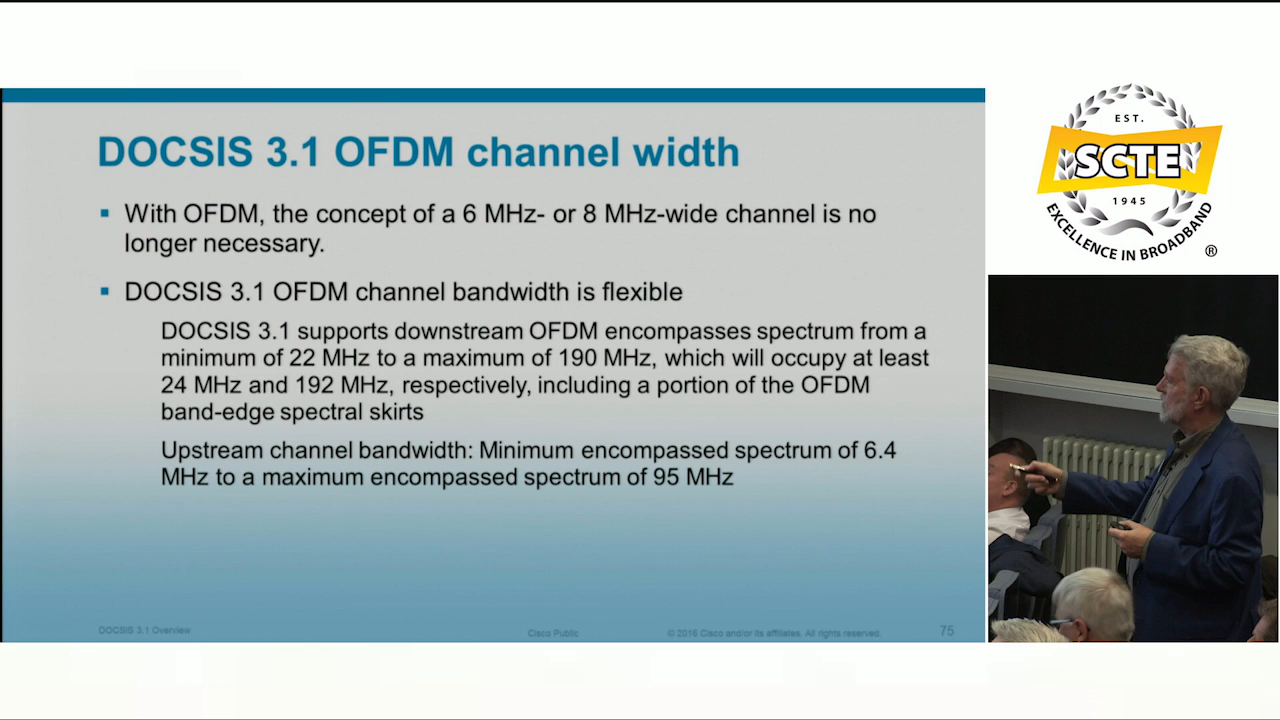 DOCSIS 3.1 OFDM channel width
With OFDM, the concept of a 6 MHz- or 8 MHz-wide channel is no
longer necessary.
DOCSIS 3.1 OFDM channel bandwidth is flexible
DOCSIS 3.1 supports downstream OFDM encompasses spectrum from a
minimum of 22 MHz to a maximum of 190 MHz, which will occupy at least
24 MHz and 192 MHz, respectively, including a portion of the OFDM
band-edge spectral skirts
Upstream channel bandwidth: Minimum encompassed spectrum of 6.4
MHz to a maximum encompassed spectrum of 95 MHz
DOCSIS 3.1 Overview
Cisco Public
© 2016 Cisco and/or its affiliates. All rights reserved.
75
EST.
SCTE
1945
EXCELLENCE IN BROADBAND
®